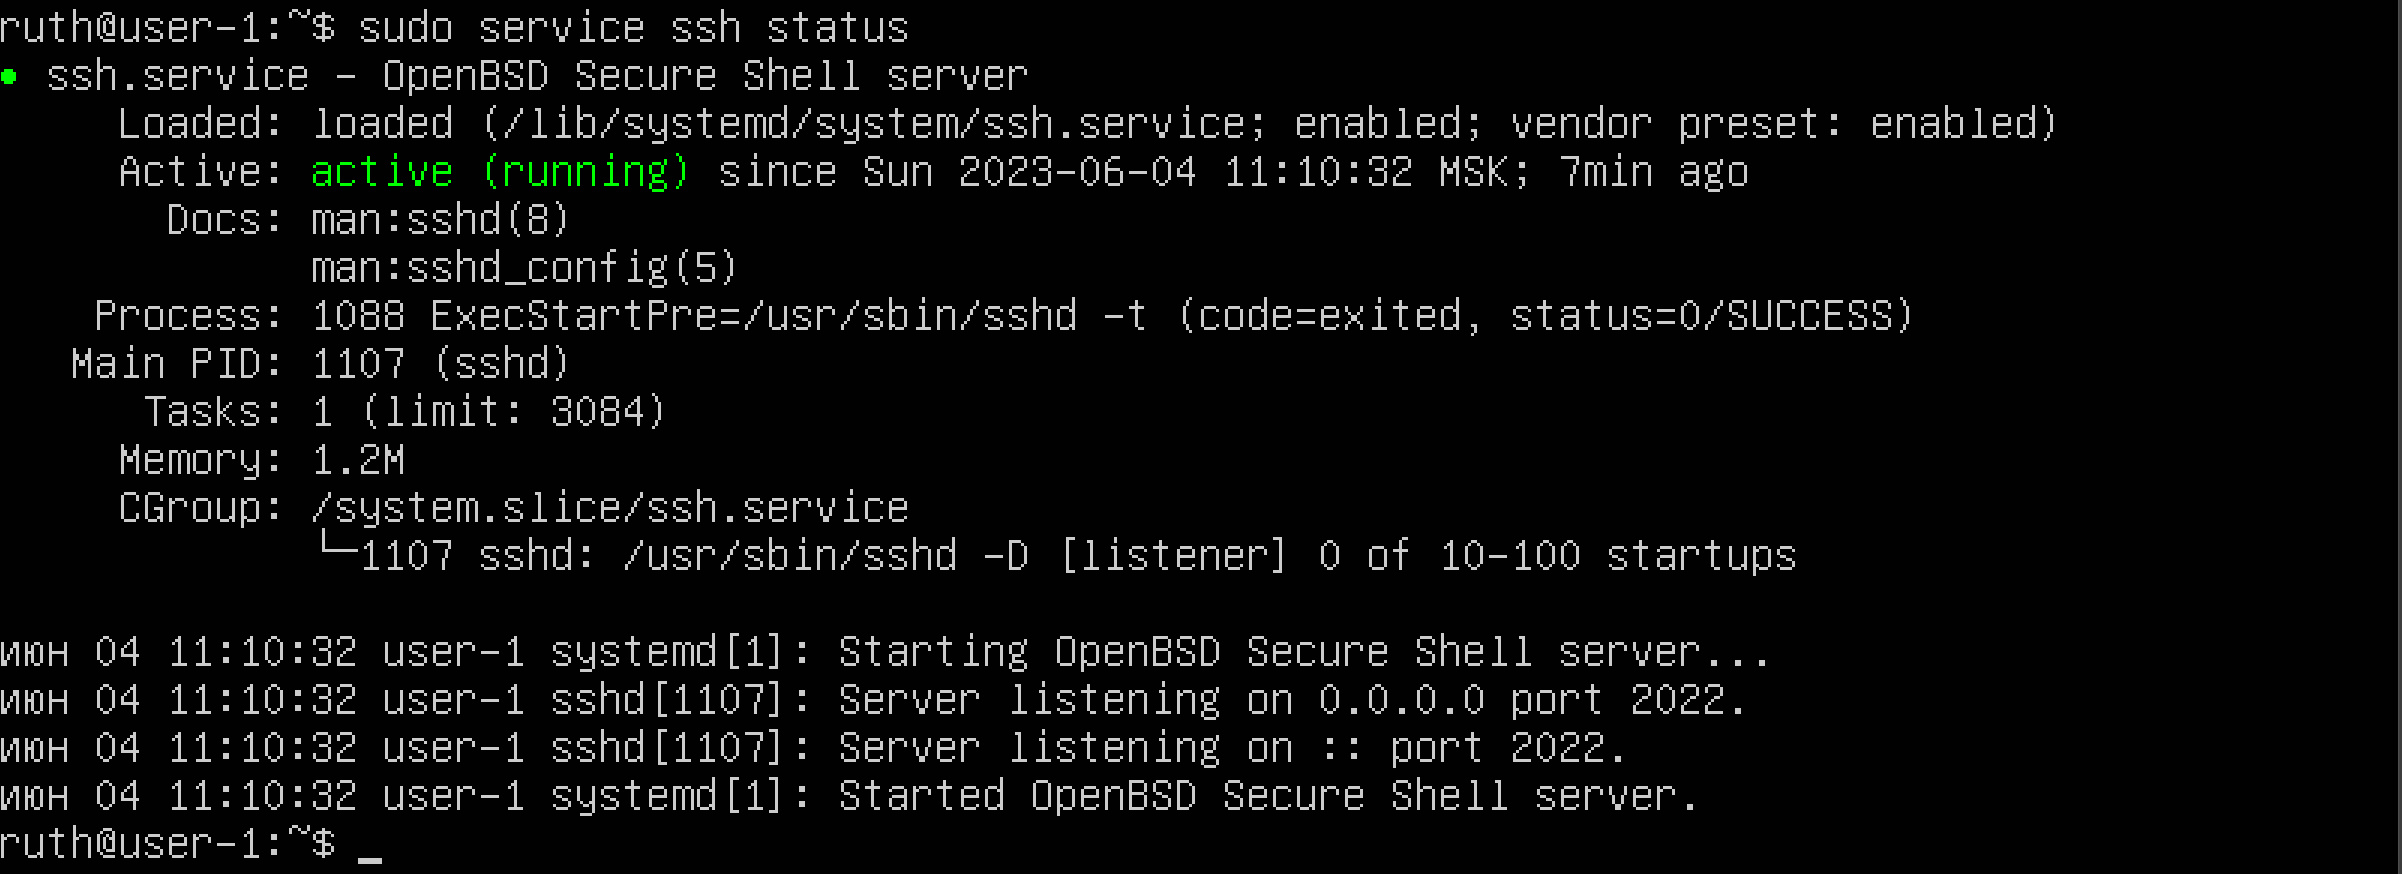 ruth@user-1:~$ sudo service ssh status
● ssh.service - OpenBSD Secure Shell server
     Loaded: loaded (/lib/systemd/system/ssh.service; enabled; vendor preset: enabled)
     Active: active (running) since Sun 2023-06-04 11:10:32 MSK; 7min ago
       Docs: man:sshd(8)
             man:sshd_config(5)
    Process: 1088 ExecStartPre=/usr/sbin/sshd -t (code=exited, status=0/SUCCESS)
   Main PID: 1107 (sshd)
      Tasks: 1 (limit: 3084)
     Memory: 1.2M
     CGroup: /system.slice/ssh.service
             └─1107 sshd: /usr/sbin/sshd -D [listener] 0 of 10-100 startups

июн 04 11:10:32 user-1 systemd[1]: Starting OpenBSD Secure Shell server...
июн 04 11:10:32 user-1 sshd[1107]: Server listening on 0.0.0.0 port 2022.
июн 04 11:10:32 user-1 sshd[1107]: Server listening on :: port 2022.
июн 04 11:10:32 user-1 systemd[1]: Started OpenBSD Secure Shell server.
ruth@user-1:~$ _